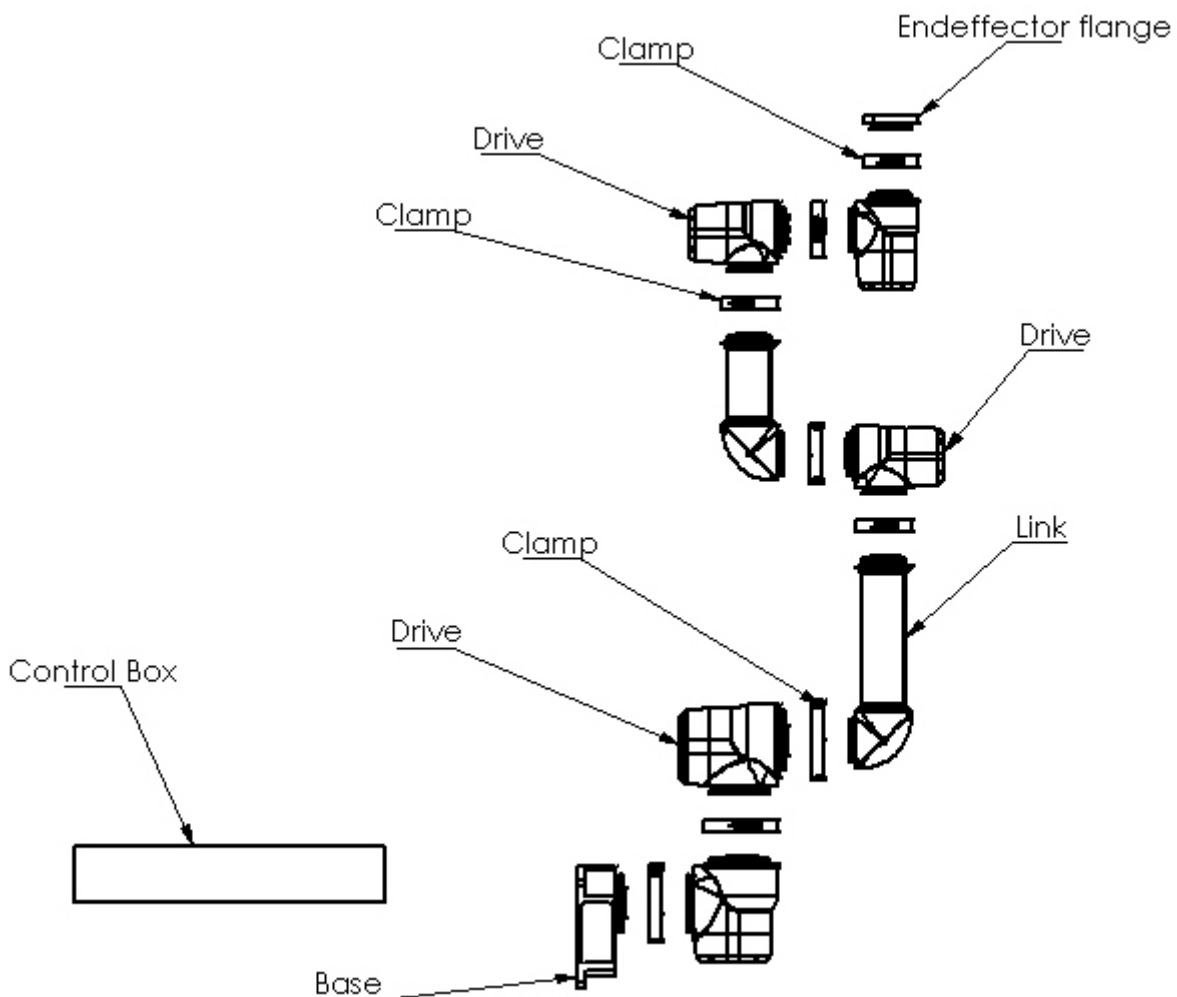 Endeffector flange
Clamp
Drive
Clamp
Drive
Link
Clamp
Drive
Control Box
Base